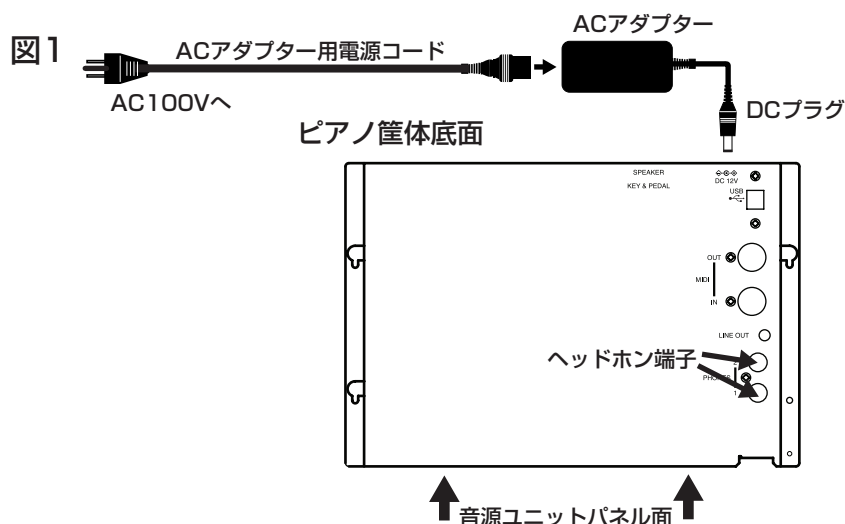 図1
ACアダプター
ACアダプター用電源コード
AC100Vへ
DCプラグ
ピアノ筐体底面
SPEAKER
KEY & PEDAL
DC 12V
USB
OUT
MIDI
IN
LINE OUT
2
ヘッドホン端子
PHONES
1
音源ユニットパネル面